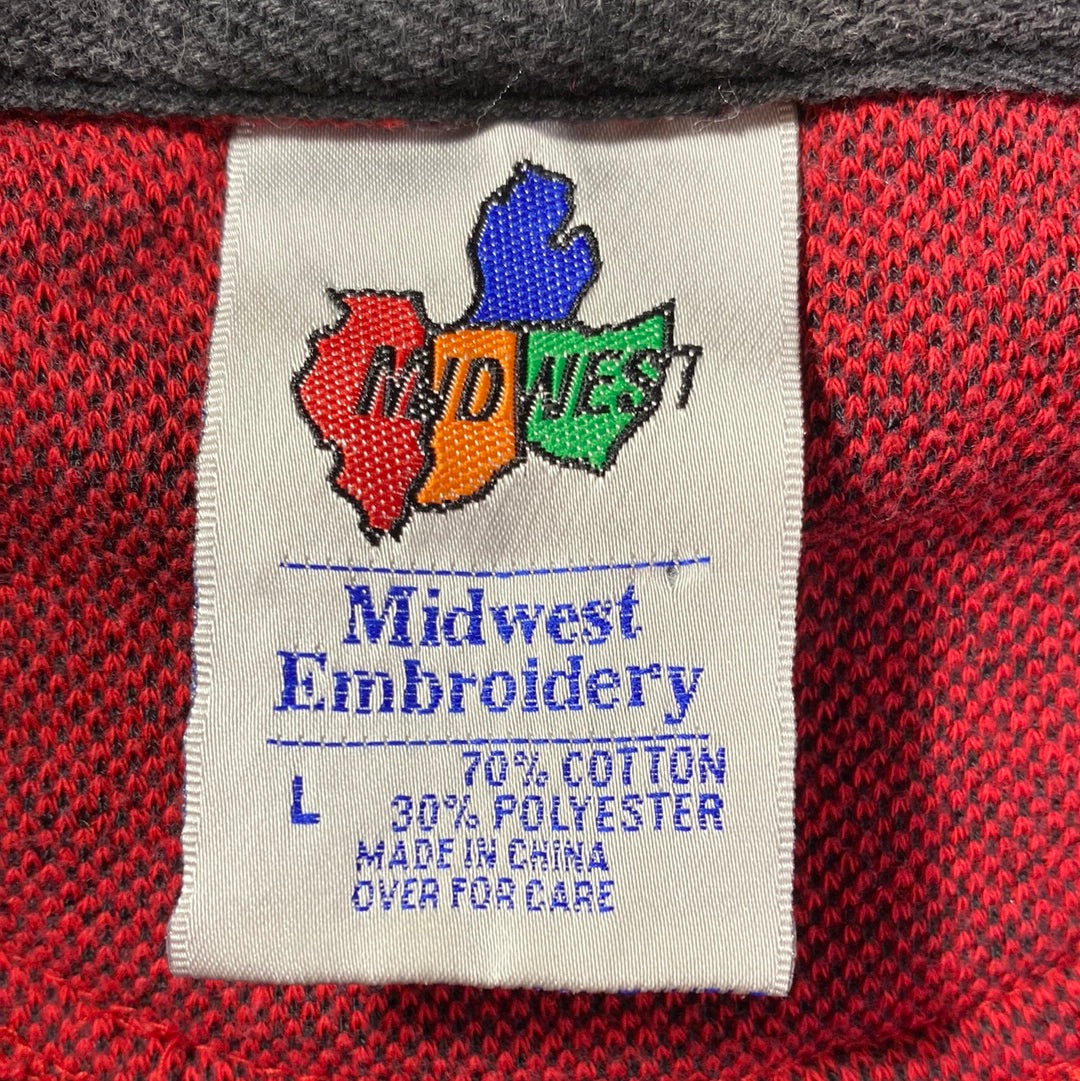 MIDWEST
Midwest
Embroidery
70% COTTON
L 30% POLYESTER
MADE IN CHINA
OVER FOR CARE